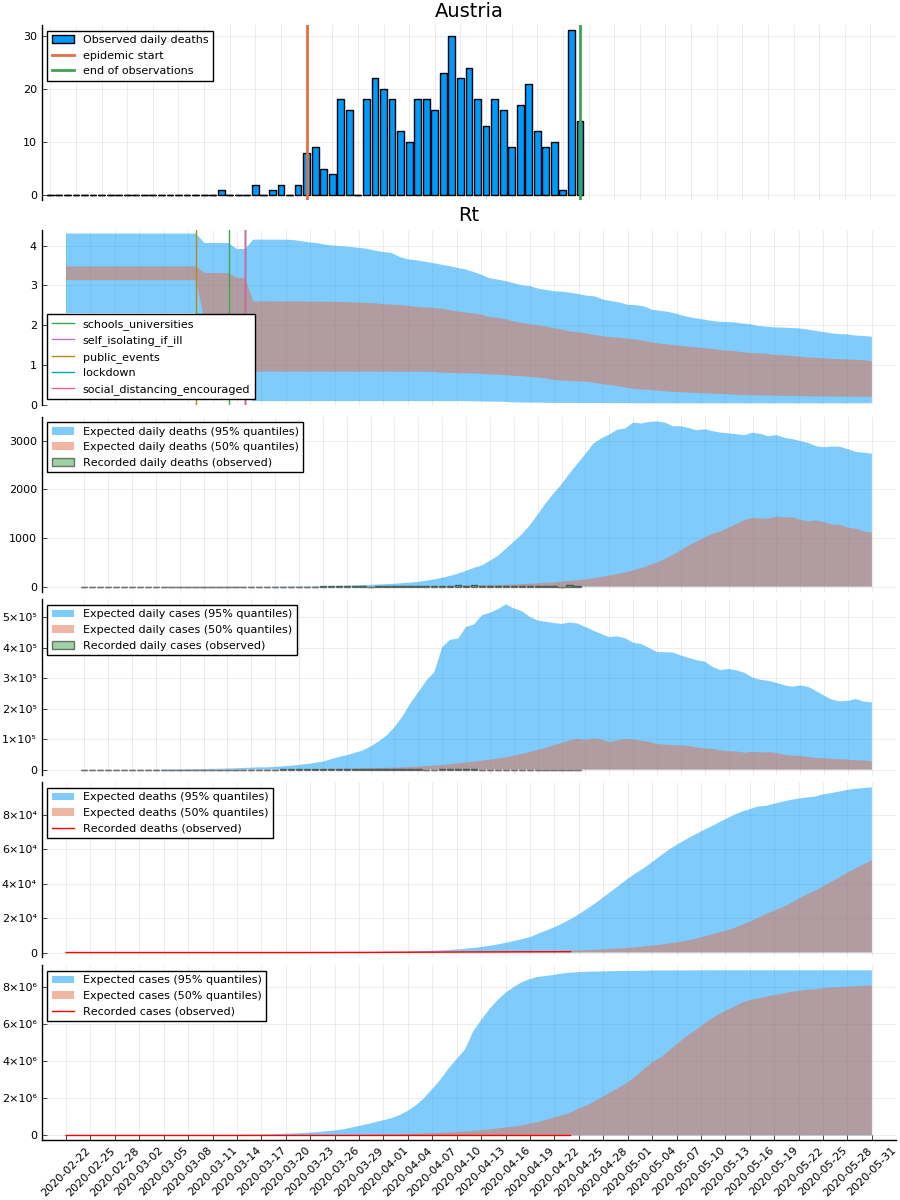 Austria
30
20
10
0
Observed daily deaths
epidemic start
end of observations
Rt
4
3
2
1
0
schools_universities
self_isolating_if_ill
public_events
lockdown
social_distancing_encouraged
3000
2000
1000
0
Expected daily deaths (95% quantiles)
Expected daily deaths (50% quantiles)
Recorded daily deaths (observed)
5×10⁵
4×10⁵
3×10⁵
2×10⁵
1×10⁵
0
Expected daily cases (95% quantiles)
Expected daily cases (50% quantiles)
Recorded daily cases (observed)
8×10⁴
6×10⁴
4×10⁴
2×10⁴
0
Expected deaths (95% quantiles)
Expected deaths (50% quantiles)
Recorded deaths (observed)
8×10⁶
6×10⁶
4×10⁶
2×10⁶
0
Expected cases (95% quantiles)
Expected cases (50% quantiles)
Recorded cases (observed)
2020-02-22
2020-02-25
2020-02-28
2020-03-02
2020-03-05
2020-03-08
2020-03-11
2020-03-14
2020-03-17
2020-03-20
2020-03-23
2020-03-26
2020-03-29
2020-04-01
2020-04-04
2020-04-07
2020-04-10
2020-04-13
2020-04-16
2020-04-19
2020-04-22
2020-04-25
2020-04-28
2020-05-01
2020-05-04
2020-05-07
2020-05-10
2020-05-13
2020-05-16
2020-05-19
2020-05-22
2020-05-25
2020-05-28
2020-05-31